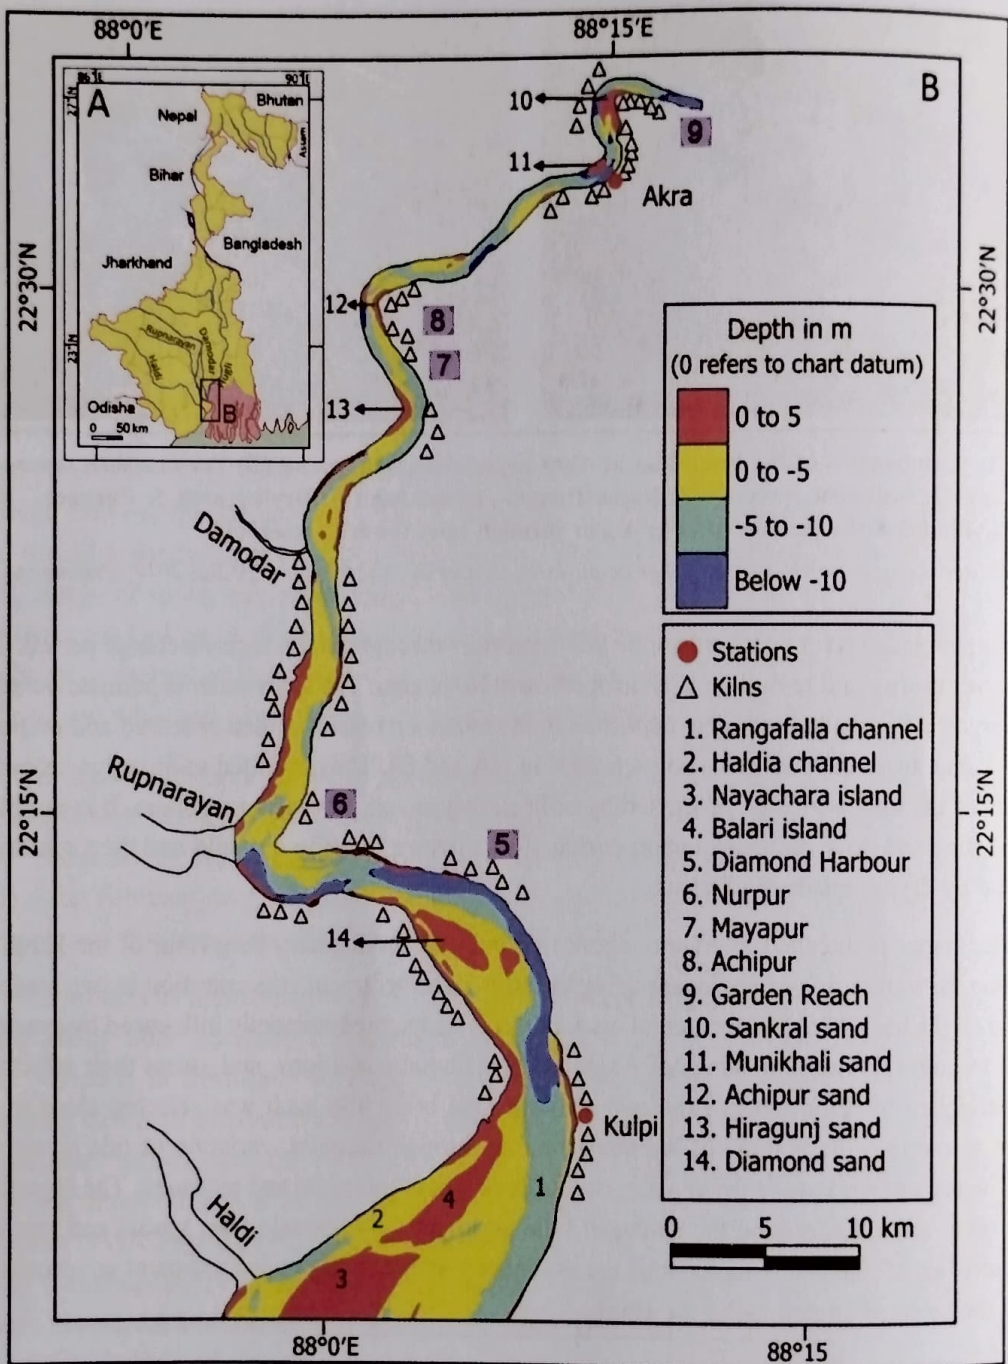 88°0′E
88°15′E
A
86°E
90°E
27°N
Nepal
Bhutan
Assam
Bihar
Bangladesh
Jharkhand
23°N
Rupnarayan
Damodar
Haldi
Odisha
B
0 50 km
B
10
9
11
Akra
22°30′N
22°30′N
12
8
7
13
Depth in m
(0 refers to chart datum)
0 to 5
0 to -5
-5 to -10
Below -10
Damodar
Stations
Kilns
1. Rangafalla channel
2. Haldia channel
3. Nayachara island
4. Balari island
5. Diamond Harbour
6. Nurpur
7. Mayapur
8. Achipur
9. Garden Reach
10. Sankral sand
11. Munikhali sand
12. Achipur sand
13. Hiragunj sand
14. Diamond sand
Rupnarayan
22°15′N
22°15′N
6
5
14
Kulpi
1
4
2
3
Haldi
0 5 10 km
88°0′E
88°15